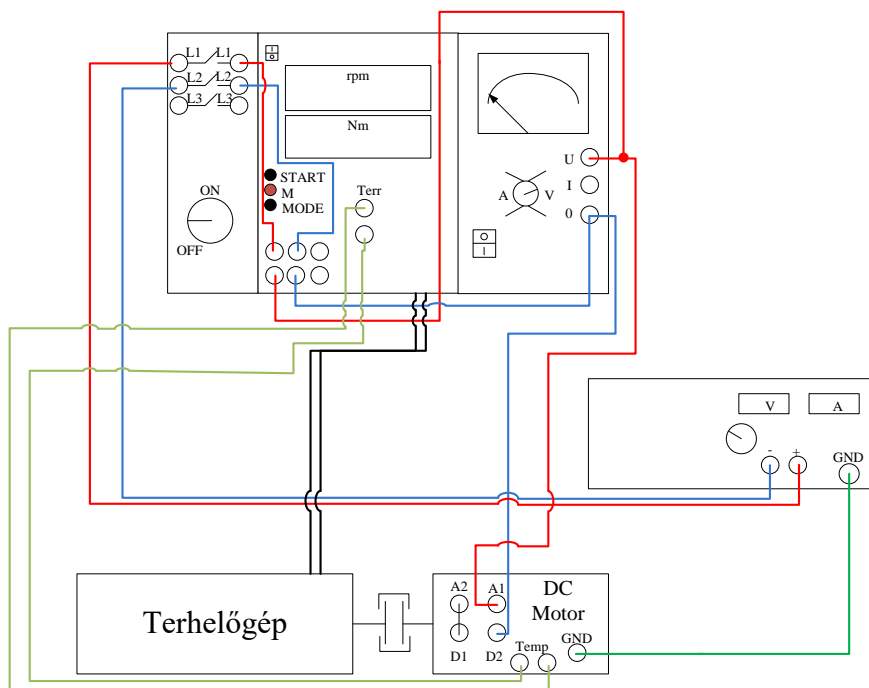 L1 L1
L2 L2
L3 L3
ON
OFF
rpm
Nm
START
M
MODE
Terr
U
I
0
A V
V A
- +
GND
Terhelőgép
A2 A1
D1 D2
DC
Motor
Temp
GND